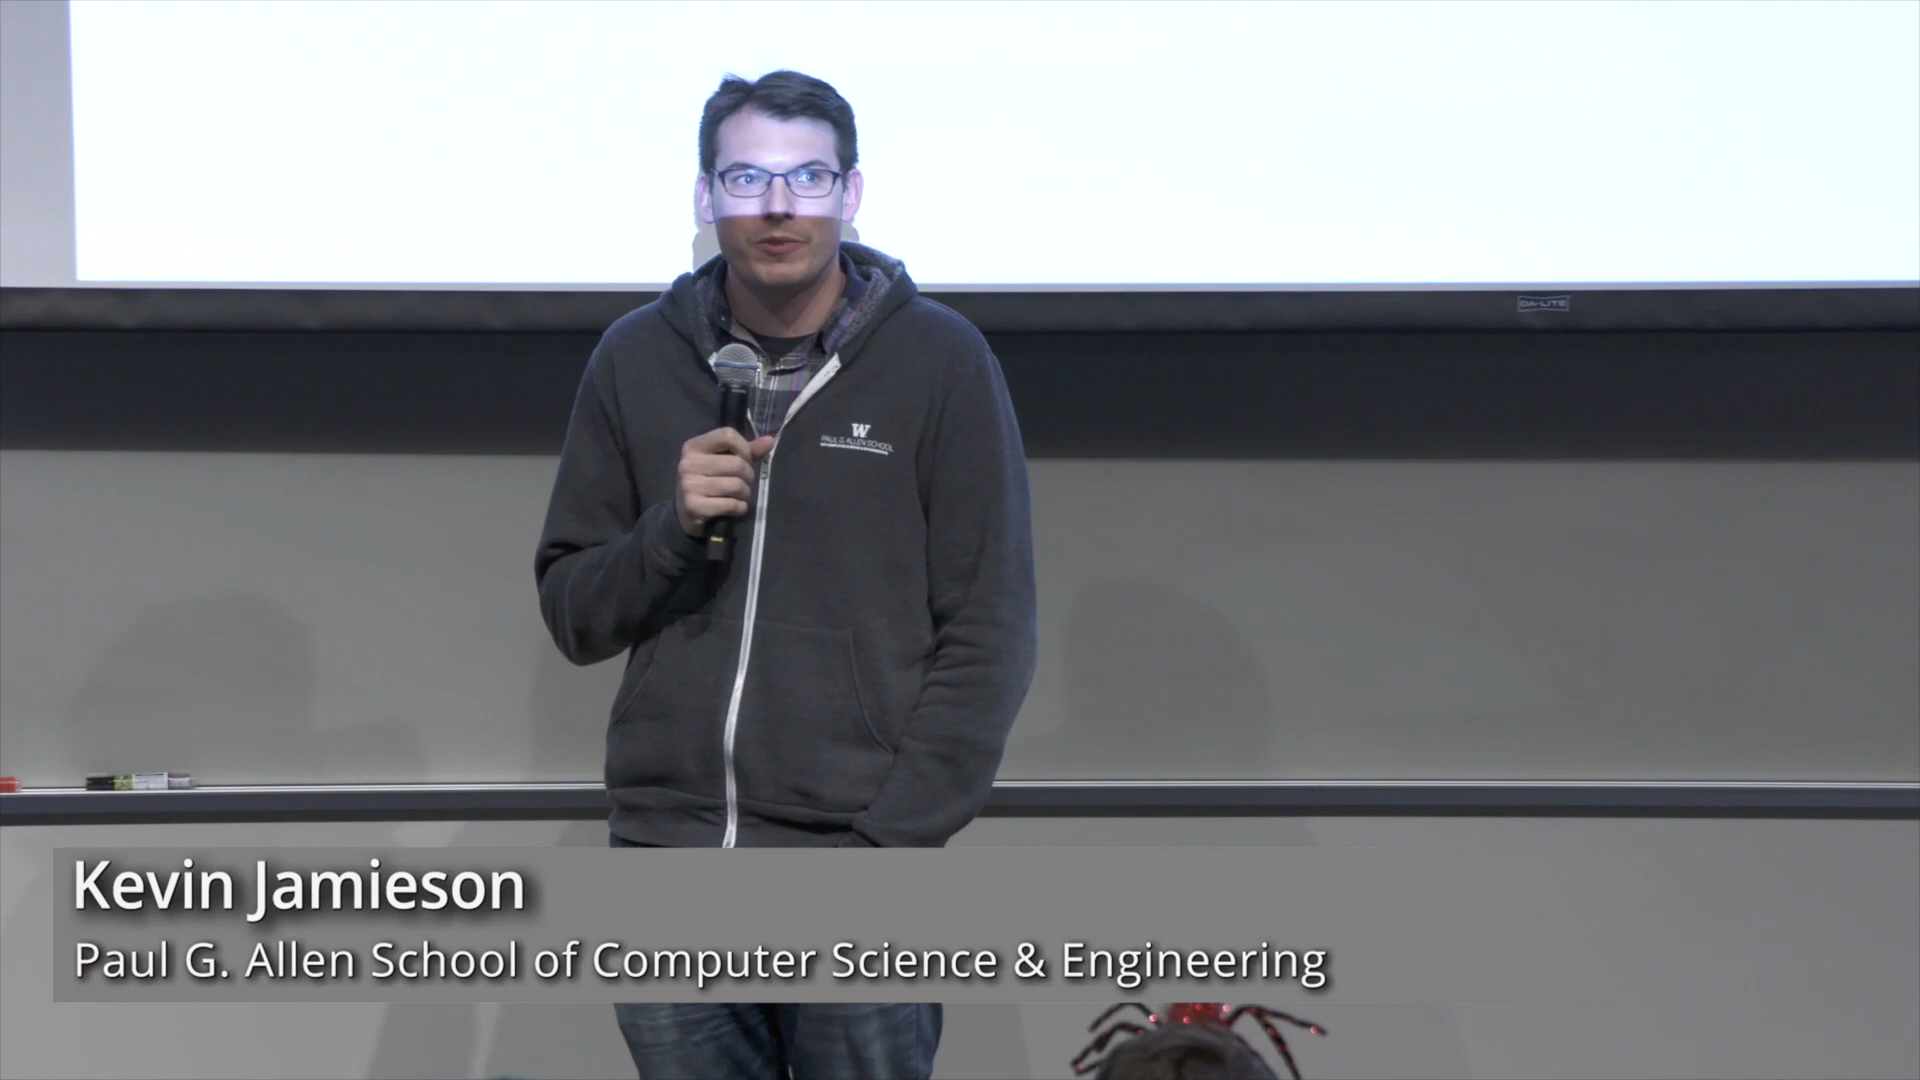 DA-LITE
W
PAUL G. ALLEN SCHOOL
Kevin Jamieson
Paul G. Allen School of Computer Science & Engineering